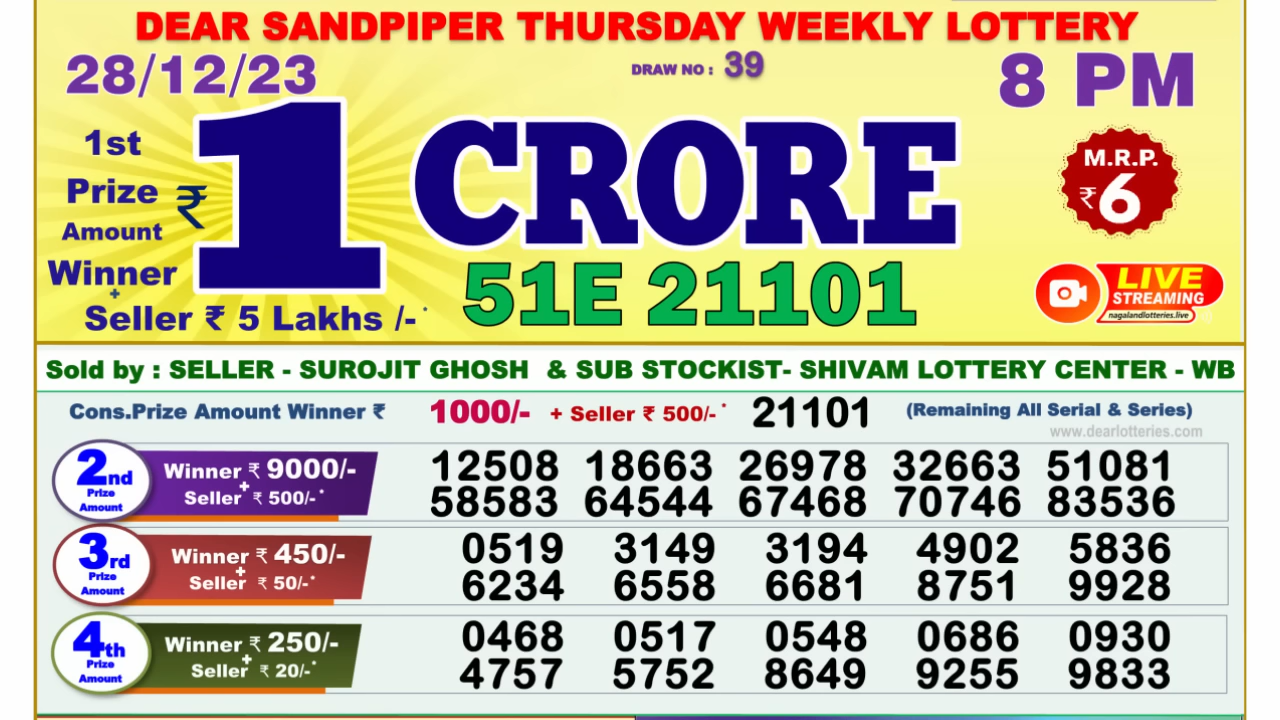 DEAR SANDPIPER THURSDAY WEEKLY LOTTERY
28/12/23
DRAW NO : 39
8 PM
1st
Prize
Amount
Winner
+
Seller ₹ 5 Lakhs /-*
₹ 1 CRORE
51E 21101
M.R.P.
₹6
LIVE
STREAMING
nagalandlotteries.live
Sold by : SELLER - SUROJIT GHOSH & SUB STOCKIST- SHIVAM LOTTERY CENTER - WB
Cons.Prize Amount Winner ₹ 1000/- + Seller ₹ 500/-* 21101 (Remaining All Serial & Series)
www.dearlotteries.com
2nd
Prize
Amount
Winner ₹ 9000/-
+
Seller ₹ 500/-*
12508 18663 26978 32663 51081
58583 64544 67468 70746 83536
3rd
Prize
Amount
Winner ₹ 450/-
+
Seller ₹ 50/-*
0519 3149 3194 4902 5836
6234 6558 6681 8751 9928
4th
Prize
Amount
Winner ₹ 250/-
+
Seller ₹ 20/-*
0468 0517 0548 0686 0930
4757 5752 8649 9255 9833